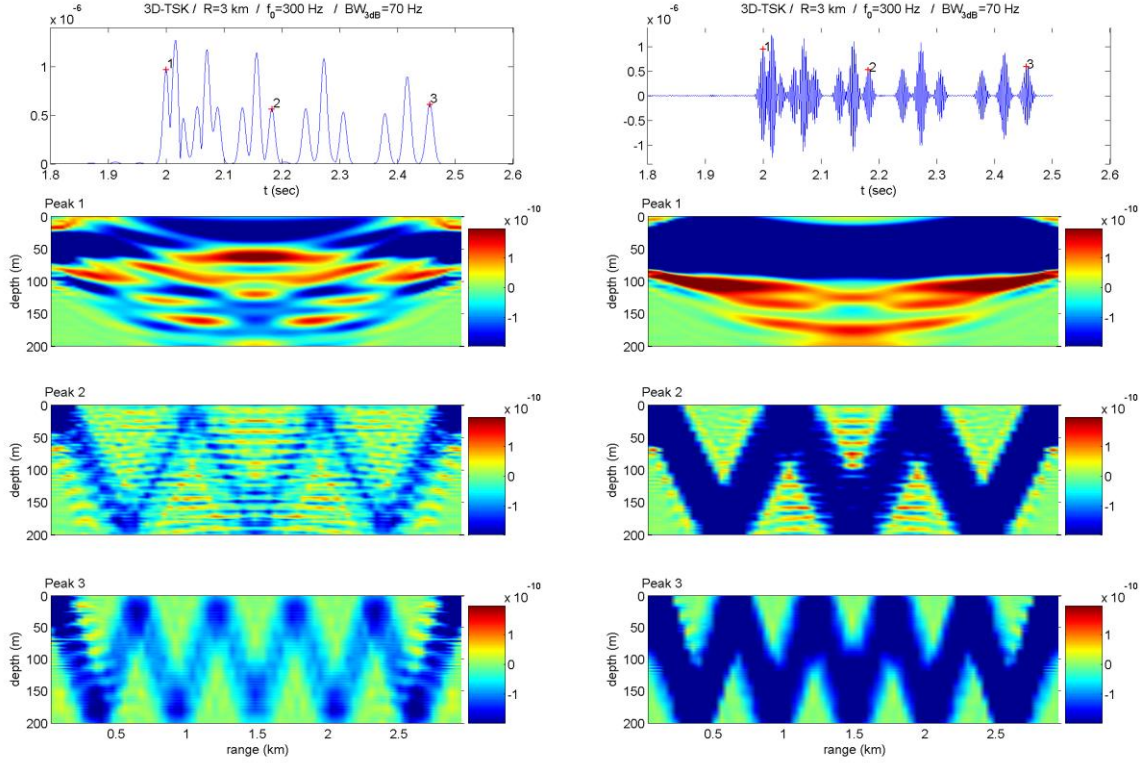 3D-TSK / R=3 km / f0=300 Hz / BW3dB=70 Hz
x 10 -6
1
0.5
0
1
2
3
1.8 1.9 2 2.1 2.2 2.3 2.4 2.5 2.6
t (sec)
Peak 1
x 10 -10
0
50
100
150
200
depth (m)
1
0
-1
Peak 2
x 10 -10
0
50
100
150
200
depth (m)
1
0
-1
Peak 3
x 10 -10
0
50
100
150
200
depth (m)
1
0
-1
0.5 1 1.5 2 2.5
range (km)
3D-TSK / R=3 km / f0=300 Hz / BW3dB=70 Hz
x 10 -6
1
0.5
0
-0.5
-1
1
2
3
1.8 1.9 2 2.1 2.2 2.3 2.4 2.5 2.6
t (sec)
Peak 1
x 10 -10
0
50
100
150
200
depth (m)
1
0
-1
Peak 2
x 10 -10
0
50
100
150
200
depth (m)
1
0
-1
Peak 3
x 10 -10
0
50
100
150
200
depth (m)
1
0
-1
0.5 1 1.5 2 2.5
range (km)